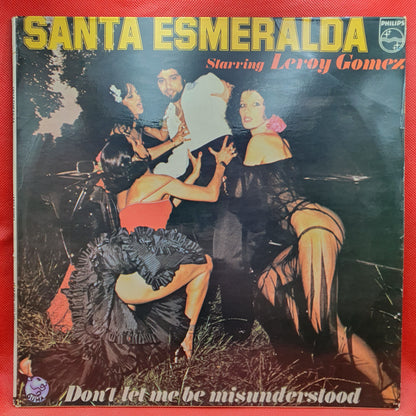 SANTA ESMERALDA
PHILIPS
Starring Leroy Gomez
Don't let me be misunderstood